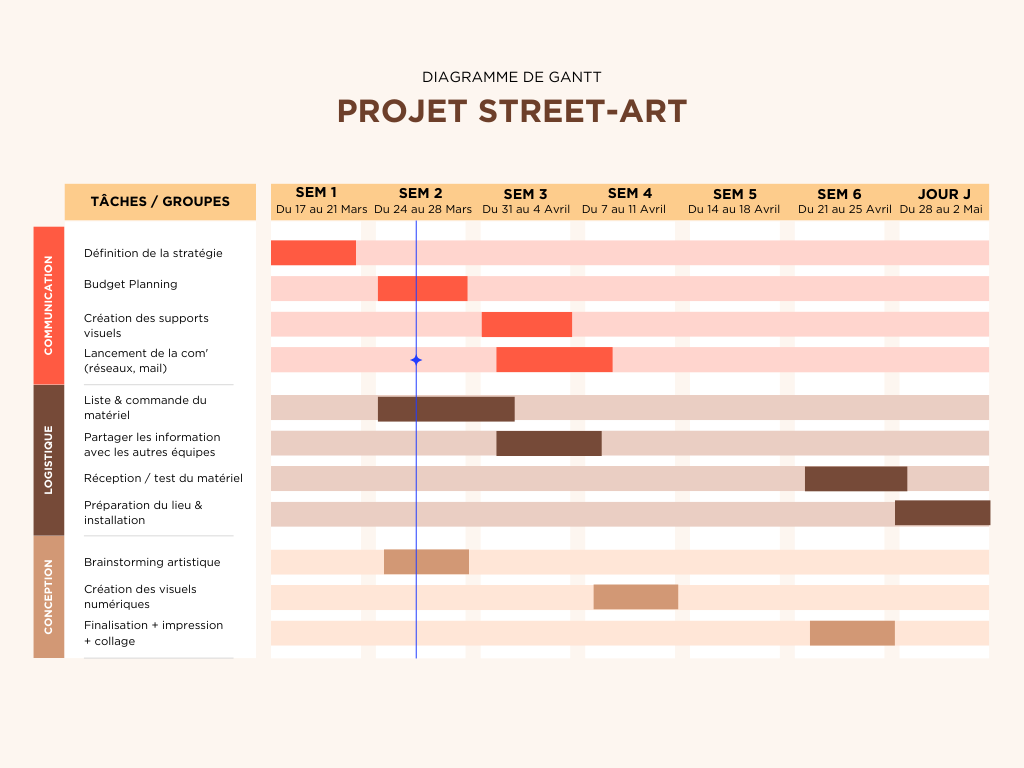 DIAGRAMME DE GANTT
PROJET STREET-ART
TÂCHES / GROUPES
SEM 1
Du 17 au 21 Mars
SEM 2
Du 24 au 28 Mars
SEM 3
Du 31 au 4 Avril
SEM 4
Du 7 au 11 Avril
SEM 5
Du 14 au 18 Avril
SEM 6
Du 21 au 25 Avril
JOUR J
Du 28 au 2 Mai
COMMUNICATION
Définition de la stratégie
Budget Planning
Création des supports
visuels
Lancement de la com'
(réseaux, mail)
LOGISTIQUE
Liste & commande du
matériel
Partager les information
avec les autres équipes
Réception / test du matériel
Préparation du lieu &
installation
CONCEPTION
Brainstorming artistique
Création des visuels
numériques
Finalisation + impression
+ collage